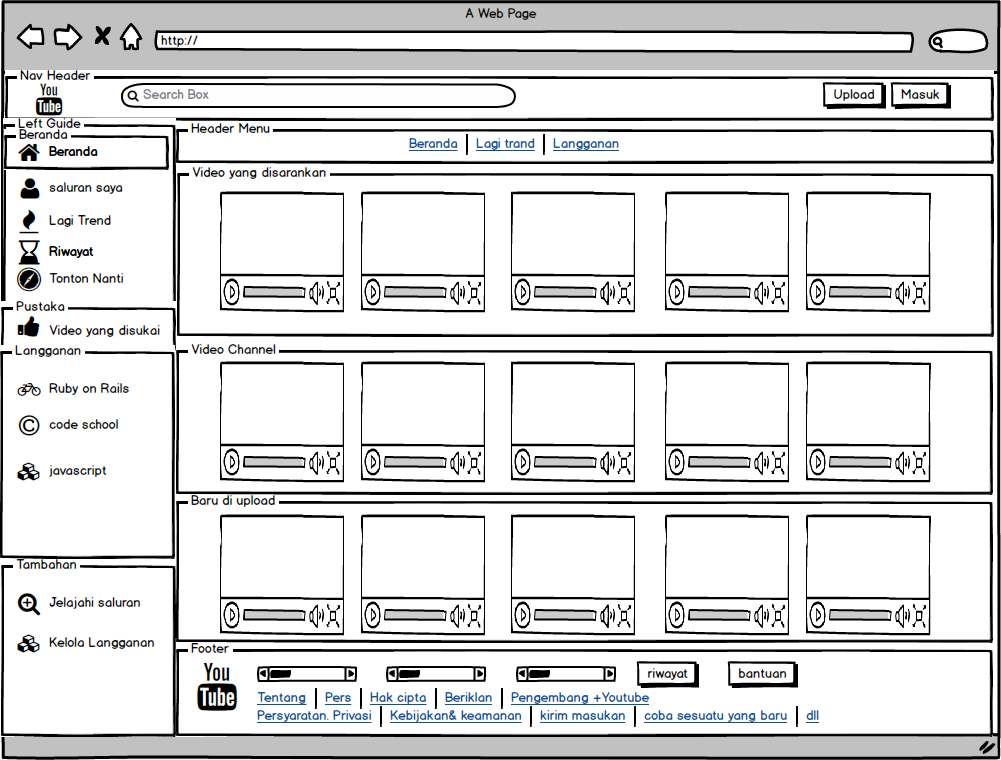 A Web Page
http://
Nav Header
You
Tube
Search Box
Upload
Masuk
Left Guide
Beranda
Beranda
saluran saya
Lagi Trend
Riwayat
Tonton Nanti
Pustaka
Video yang disukai
Langganan
Ruby on Rails
code school
javascript
Tambahan
Jelajahi saluran
Kelola Langganan
Header Menu
Beranda Lagi trand Langganan
Video yang disarankan
Video Channel
Baru di upload
Footer
You
Tube
riwayat
bantuan
Tentang Pers Hak cipta Beriklan Pengembang +Youtube
Persyaratan. Privasi Kebijakan& keamanan kirim masukan coba sesuatu yang baru dll